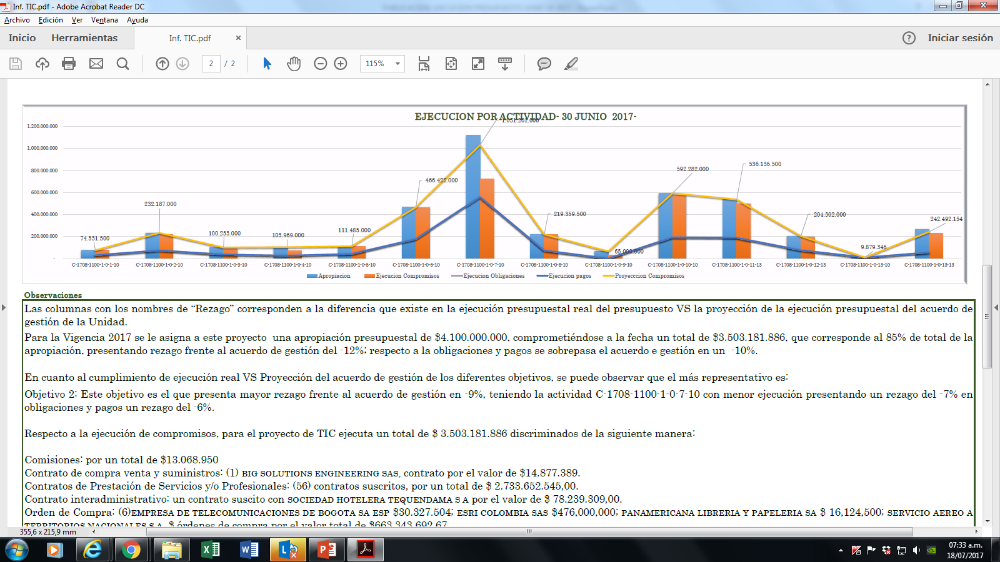 Inf. TIC.pdf - Adobe Acrobat Reader DC
Archivo Edición Ver Ventana Ayuda
Inicio Herramientas Inf. TIC.pdf × ? Iniciar sesión
2 / 2 115%
EJECUCION POR ACTIVIDAD- 30 JUNIO 2017-
1.031.201.000
1.200.000.000
1.000.000.000
800.000.000
600.000.000
400.000.000
200.000.000
-
74.531.500
232.187.000
100.253.000
103.969.000
111.485.000
466.422.000
219.359.500
65.000.000
592.282.000
536.136.500
204.302.000
9.879.346
242.492.154
C-1708-1100-1-0-1-10 C-1708-1100-1-0-2-10 C-1708-1100-1-0-3-10 C-1708-1100-1-0-4-10 C-1708-1100-1-0-5-10 C-1708-1100-1-0-6-10 C-1708-1100-1-0-7-10 C-1708-1100-1-0-8-10 C-1708-1100-1-0-9-10 C-1708-1100-1-0-10-10 C-1708-1100-1-0-11-13 C-1708-1100-1-0-12-13 C-1708-1100-1-0-13-10 C-1708-1100-1-0-13-13
Apropiacion Ejecucion Compromisos Ejecucion Obligaciones Ejecucion pagos Proyeccion Compromisos
Observaciones
Las columnas con los nombres de “Rezago” corresponden a la diferencia que existe en la ejecución presupuestal real del presupuesto VS la proyección de la ejecución presupuestal del acuerdo de
gestión de la Unidad.
Para la Vigencia 2017 se le asigna a este proyecto una apropiación presupuestal de $4.100.000.000, comprometiéndose a la fecha un total de $3.503.181.886, que corresponde al 85% de total de la
apropiación, presentando rezago frente al acuerdo de gestión del -12%; respecto a la obligaciones y pagos se sobrepasa el acuerdo e gestión en un -10%.
En cuanto al cumplimiento de ejecución real VS Proyección del acuerdo de gestión de los diferentes objetivos, se puede observar que el más representativo es:
Objetivo 2: Este objetivo es el que presenta mayor rezago frente al acuerdo de gestión en -9%, teniendo la actividad C-1708-1100-1-0-7-10 con menor ejecución presentando un rezago del -7% en
obligaciones y pagos un rezago del -6%.
Respecto a la ejecución de compromisos, para el proyecto de TIC ejecuta un total de $ 3.503.181.886 discriminados de la siguiente manera:
Comisiones: por un total de $13.068.950
Contrato de compra venta y suministros: (1) BIG SOLUTIONS ENGINEERING SAS, contrato por el valor de $14.877.389.
Contratos de Prestación de Servicios y/o Profesionales: (56) contratos suscritos, por un total de $ 2.733.652.545,00.
Contrato interadministrativo: un contrato suscito con SOCIEDAD HOTELERA TEQUENDAMA S A por el valor de $ 78.239.309,00.
Orden de Compra: (6)EMPRESA DE TELECOMUNICACIONES DE BOGOTA SA ESP $30.327.504; ESRI COLOMBIA SAS $476,000,000; PANAMERICANA LIBRERIA Y PAPELERIA SA $ 16,124,500; SERVICIO AEREO A
TERRITORIOS NACIONALES S.A. $ órdenes de compra por el valor total de $663.343.692,67
355,6 x 215,9 mm
07:33 a.m.
18/07/2017